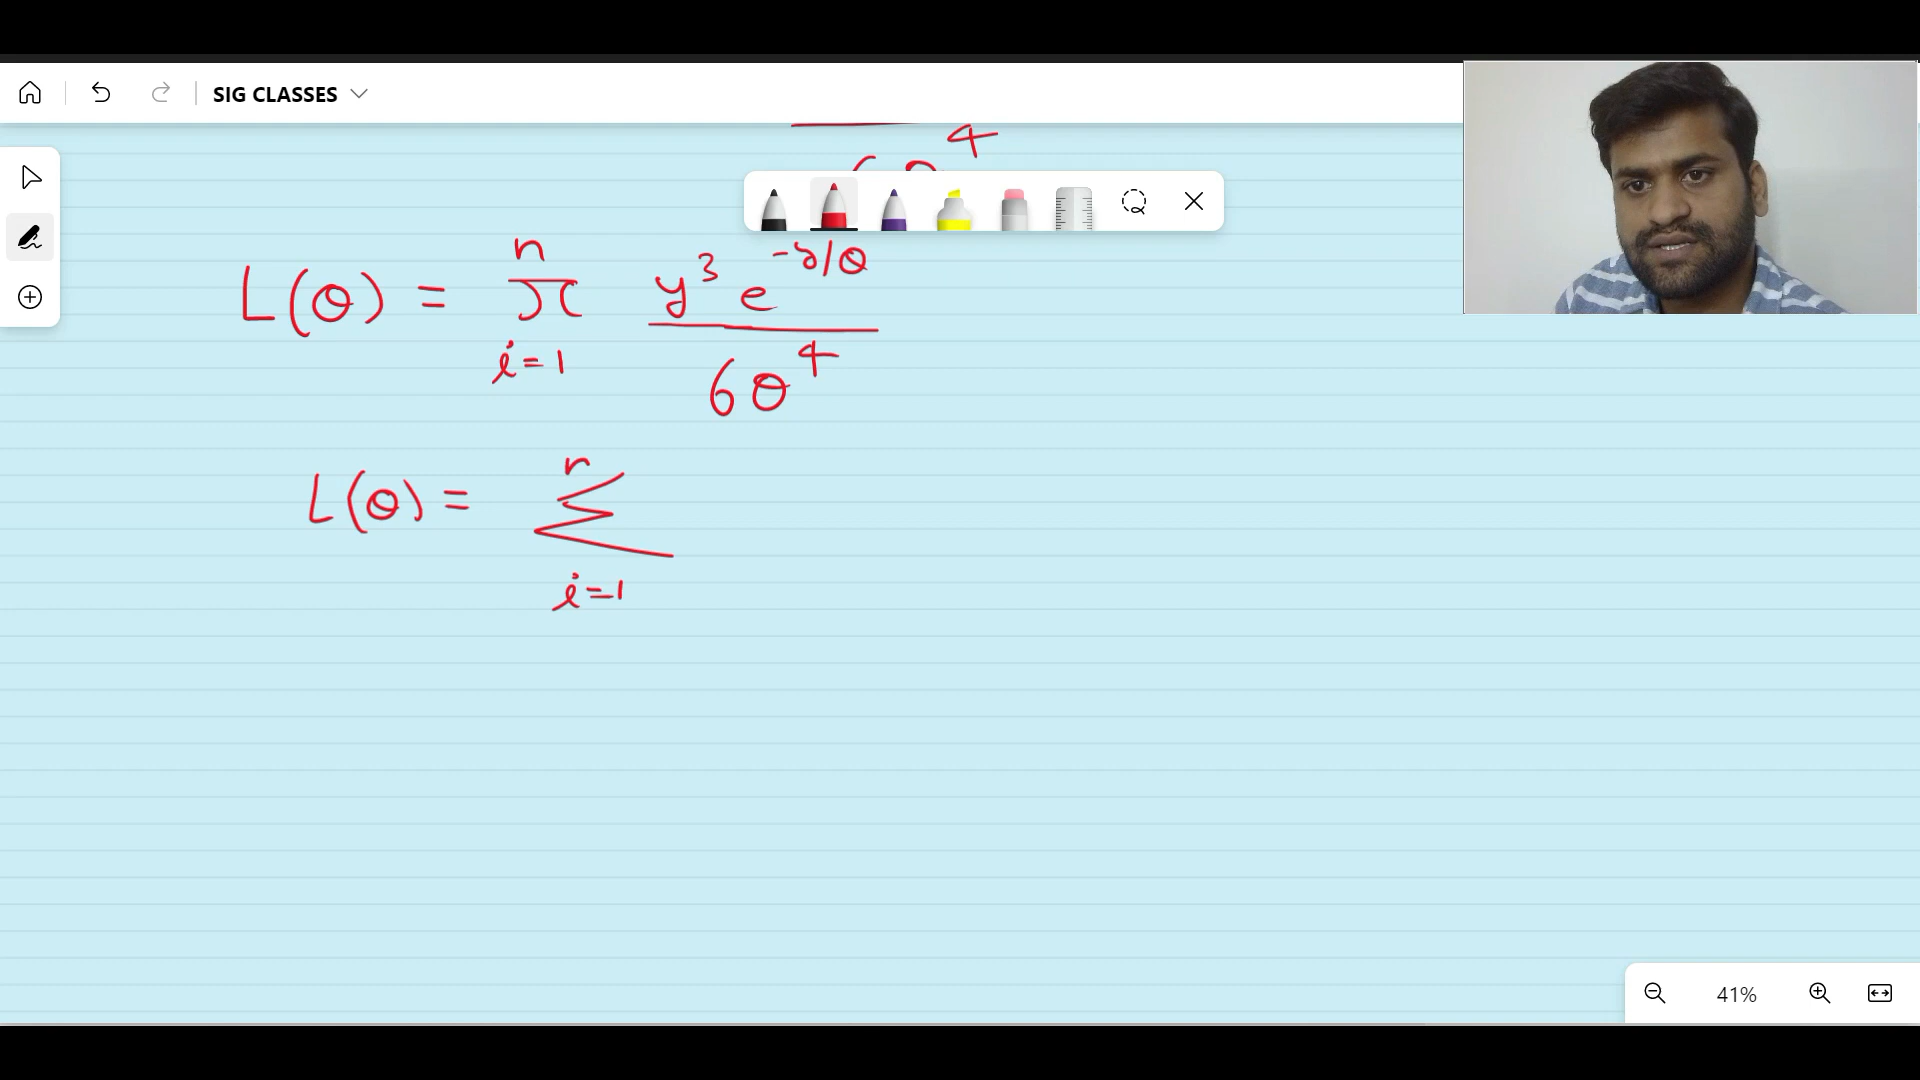 SIG CLASSES
L(θ) = n π i=1 y³ e^-y/θ / 6θ⁴
L(θ) = n Σ i=1
41%